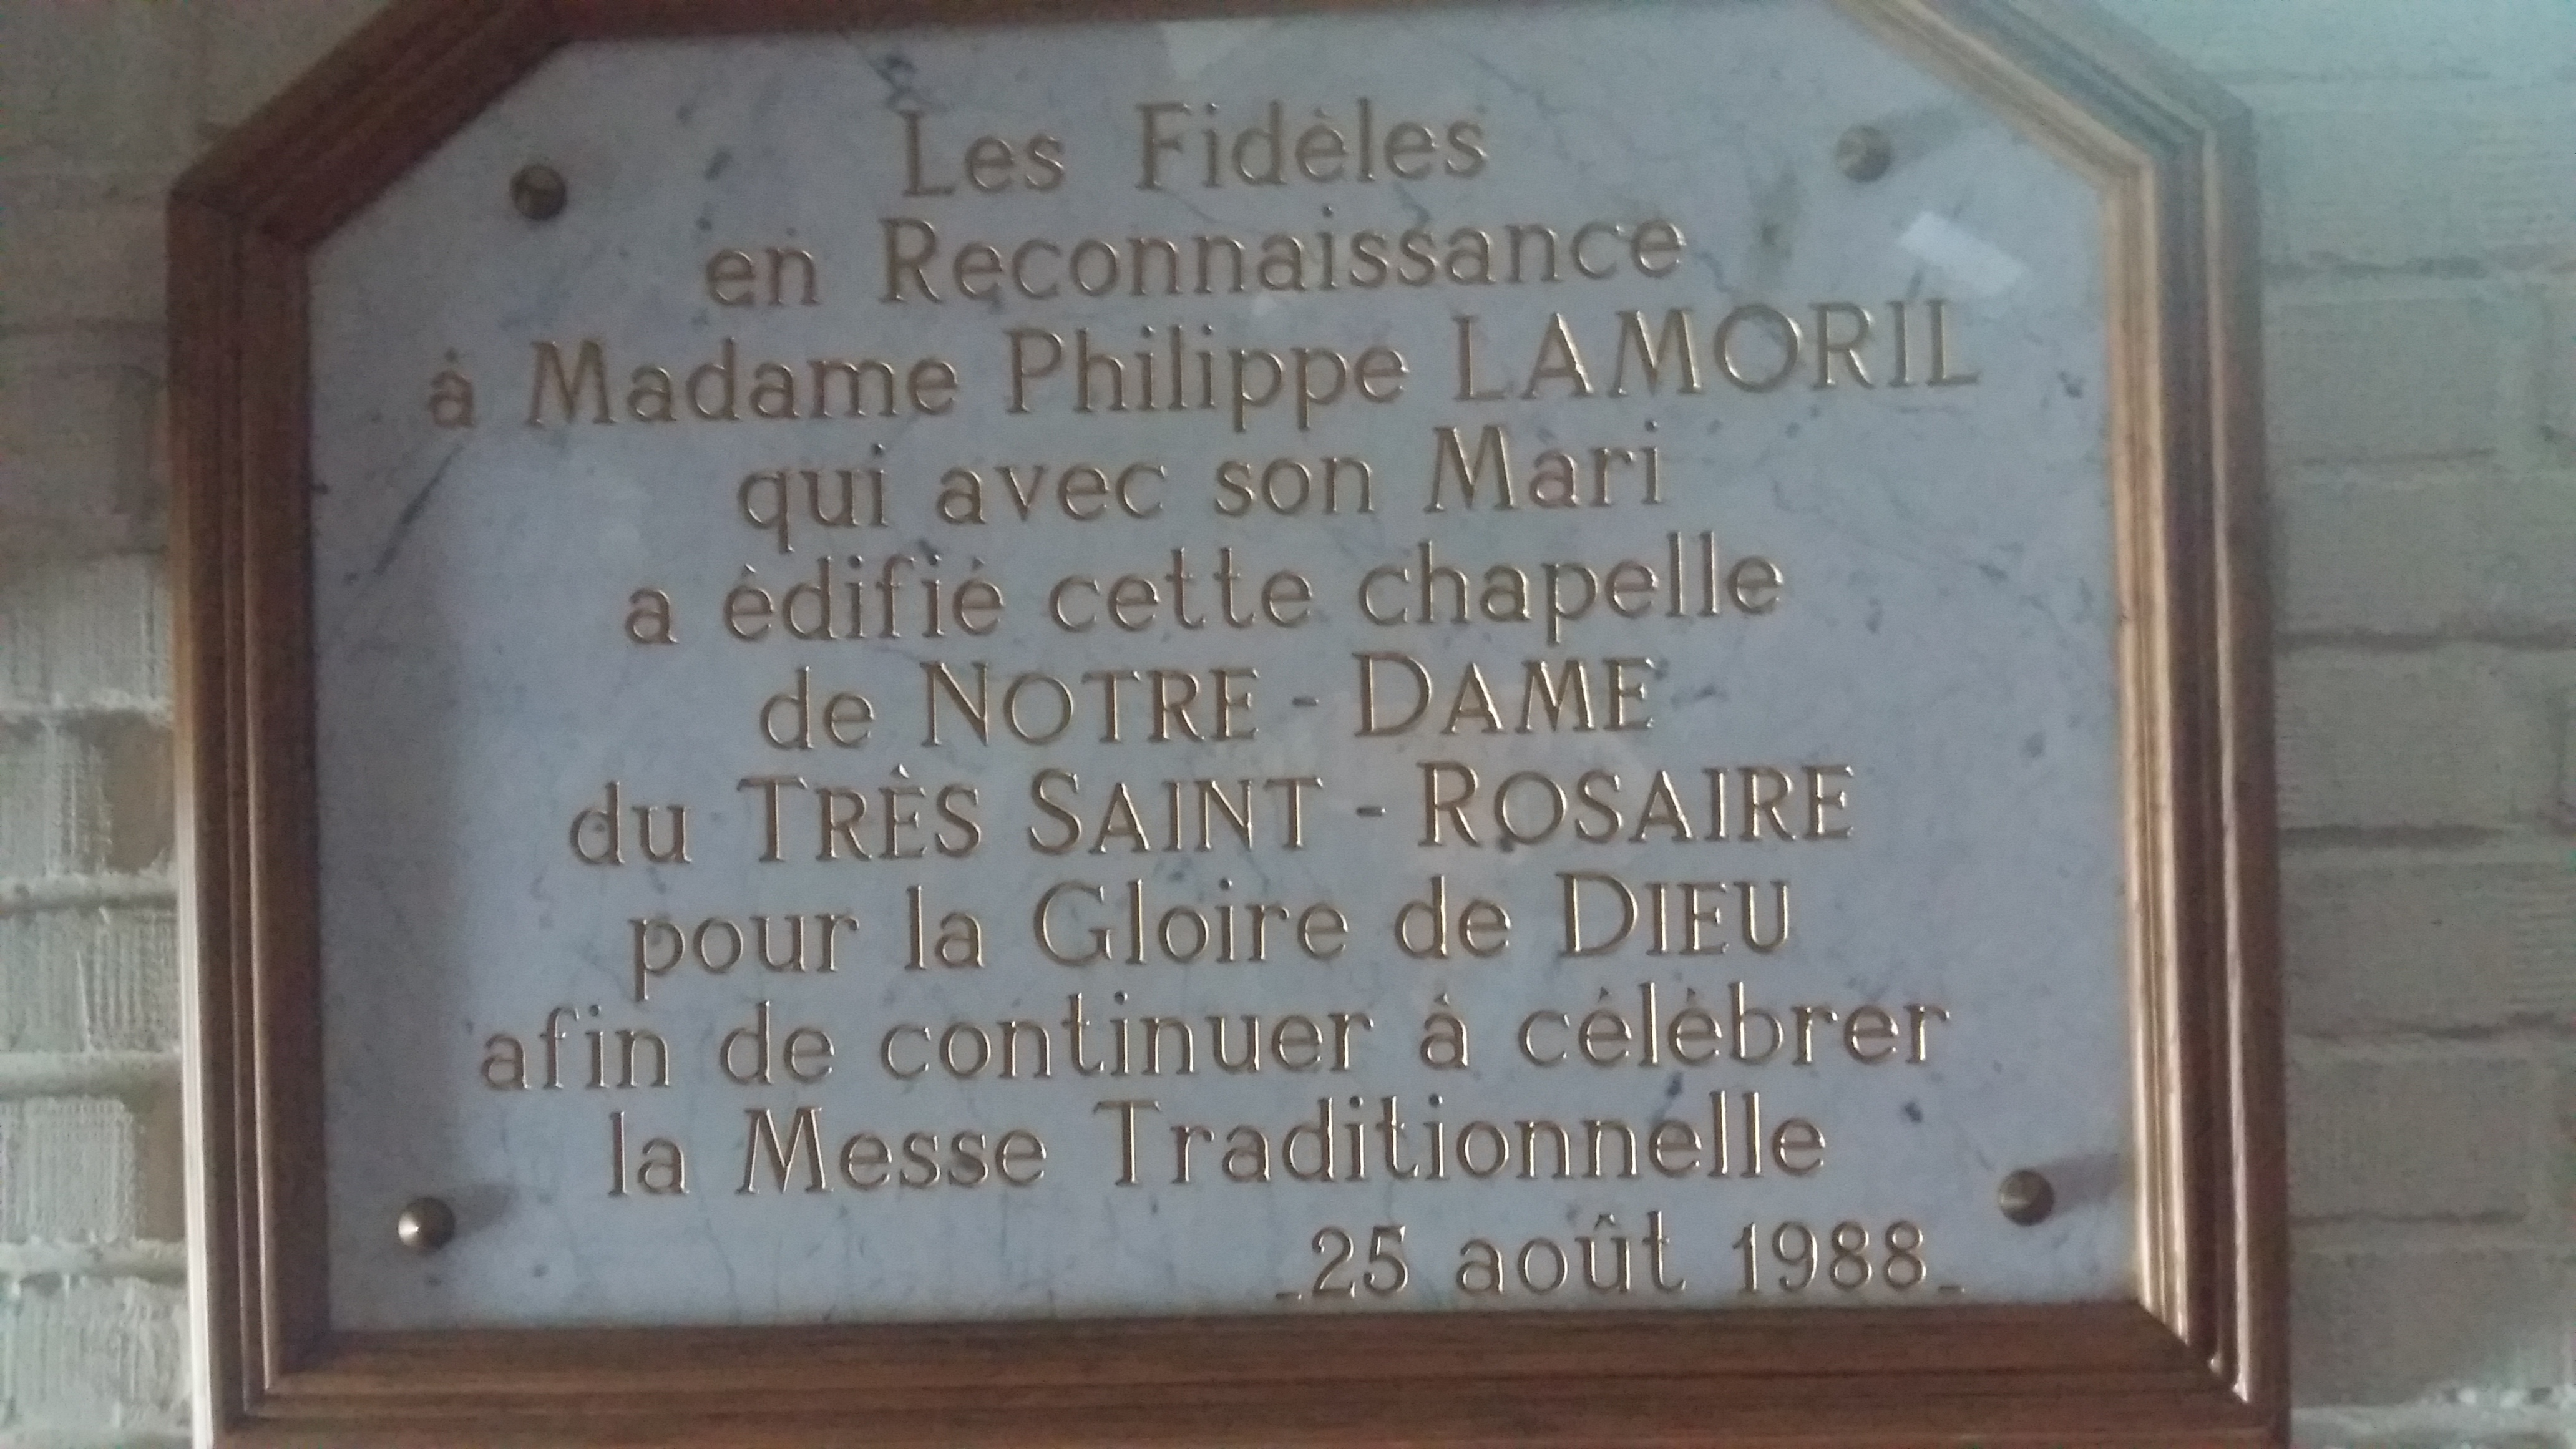 Les Fidèles
en Reconnaissance
à Madame Philippe LAMORIL
qui avec son Mari
a édifié cette chapelle
de NOTRE - DAME
du TRÈS SAINT - ROSAIRE
pour la Gloire de DIEU
afin de continuer à célébrer
la Messe Traditionnelle
_25 août 1988_